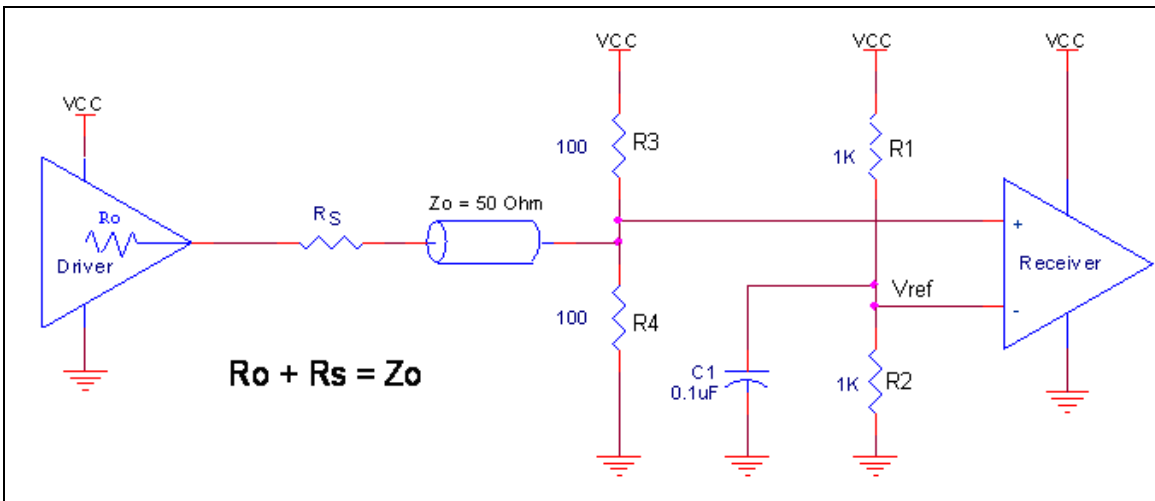 VCC
VCC
VCC
VCC
R3
100
R1
1K
Ro
Driver
RS
Zo = 50 Ohm
+
Receiver
Vref
-
R4
100
Ro + Rs = Zo
C1
0.1uF
R2
1K